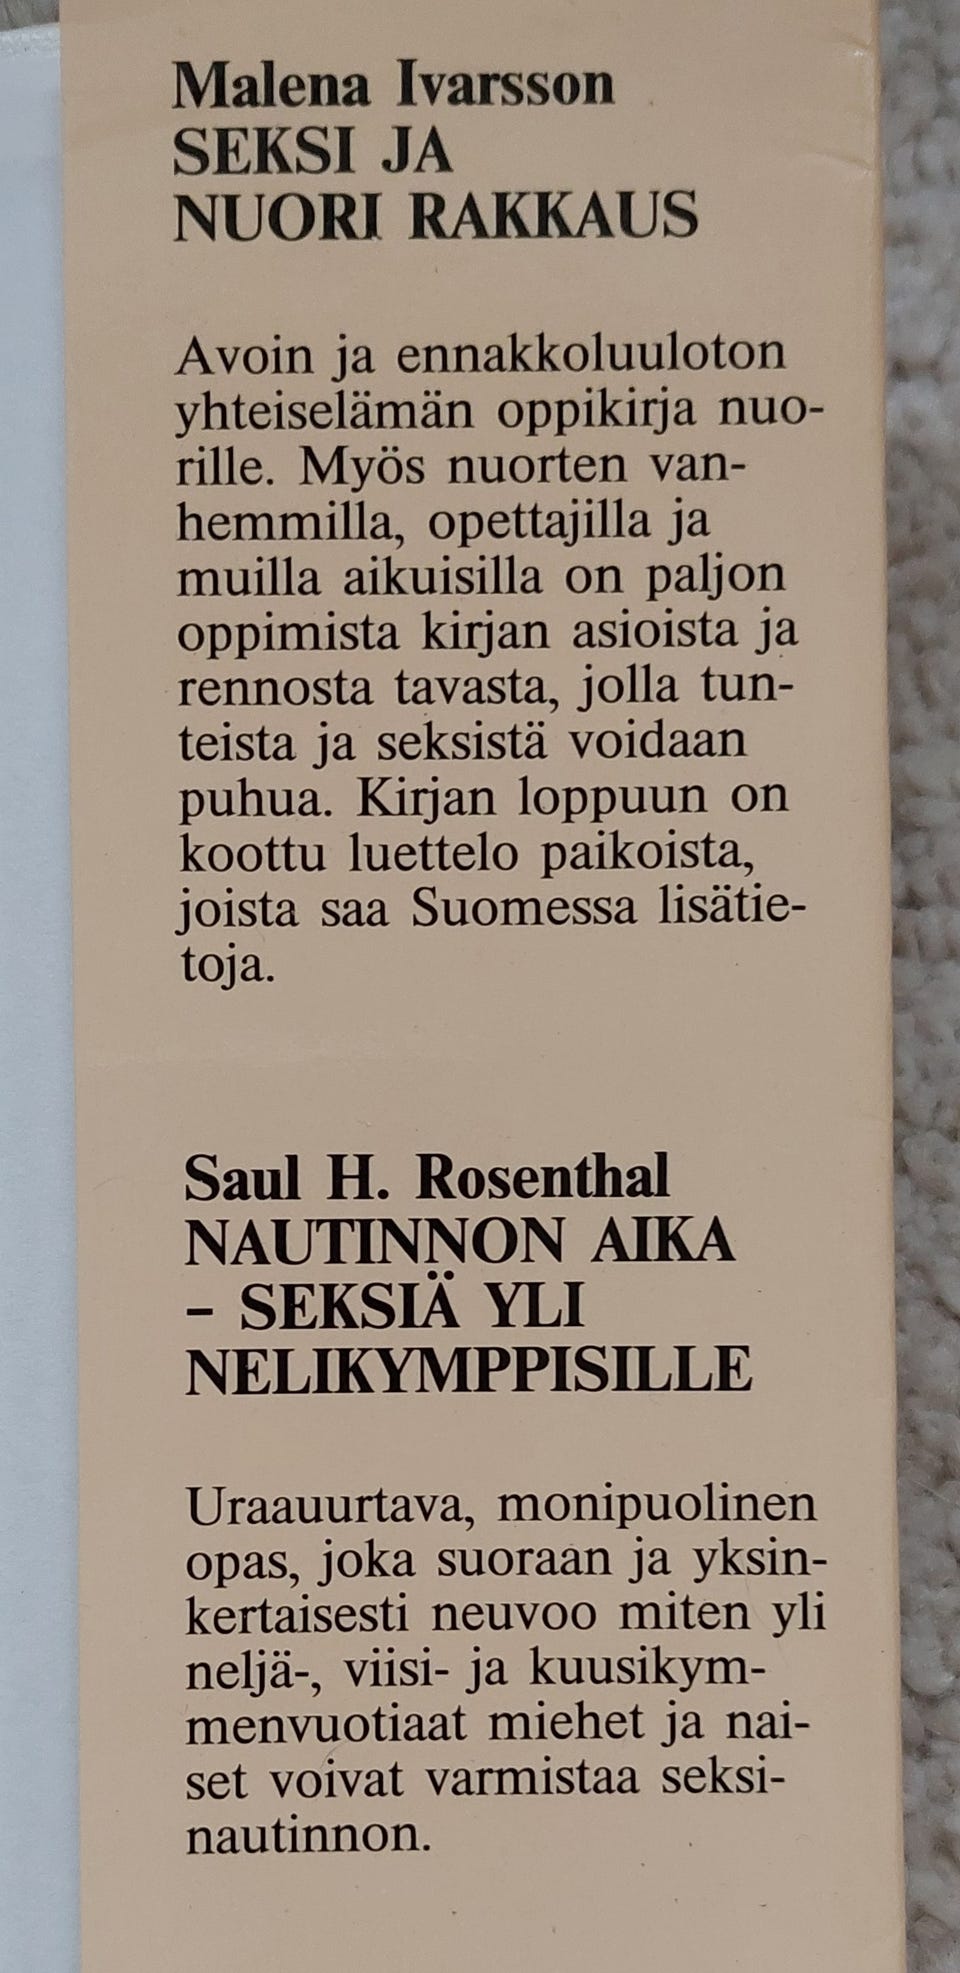 Malena Ivarsson
SEKSI JA
NUORI RAKKAUS
Avoin ja ennakkoluuloton
yhteiselämän oppikirja nuo-
rille. Myös nuorten van-
hemmilla, opettajilla ja
muilla aikuisilla on paljon
oppimista kirjan asioista ja
rennosta tavasta, jolla tun-
teista ja seksistä voidaan
puhua. Kirjan loppuun on
koottu luettelo paikoista,
joista saa Suomessa lisätie-
toja.
Saul H. Rosenthal
NAUTINNON AIKA
– SEKSIÄ YLI
NELIKYMPPISILLE
Uraauurtava, monipuolinen
opas, joka suoraan ja yksin-
kertaisesti neuvoo miten yli
neljä-, viisi- ja kuusikym-
menvuotiaat miehet ja nai-
set voivat varmistaa seksi-
nautinnon.